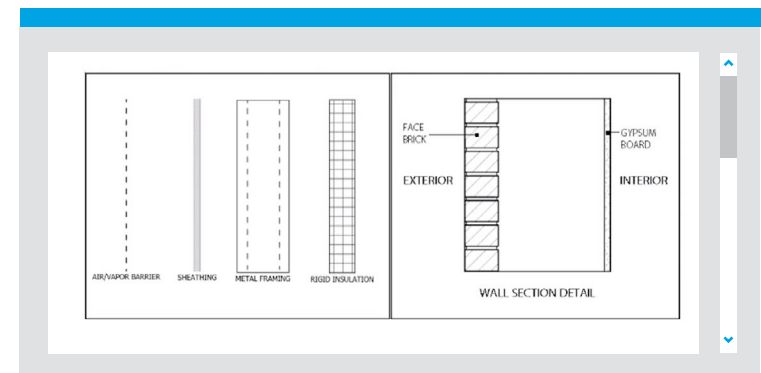 AIR/VAPOR BARRIER
SHEATHING
METAL FRAMING
RIGID INSULATION
FACE
BRICK
GYPSUM
BOARD
EXTERIOR
INTERIOR
WALL SECTION DETAIL